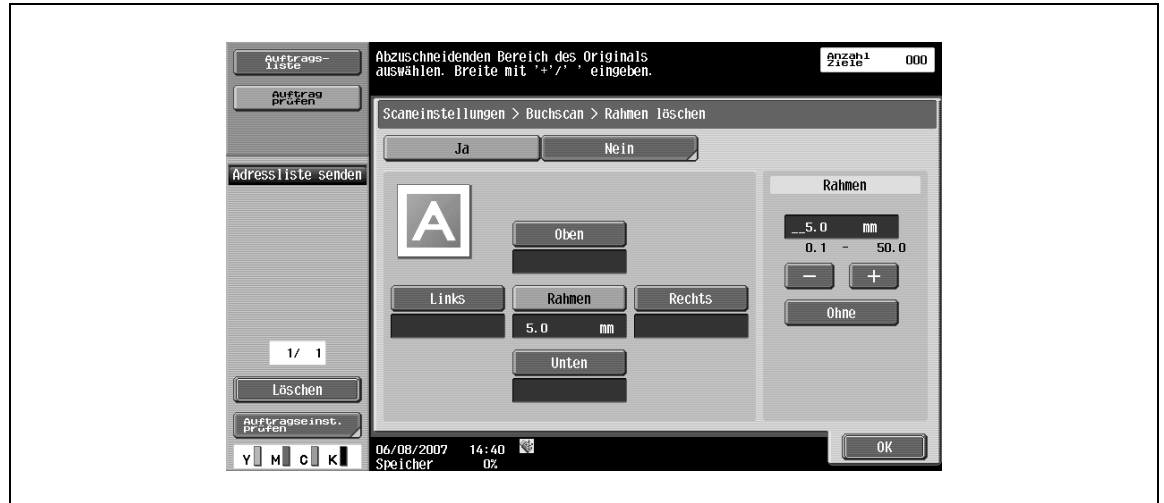 Auftrags-
liste
Auftrag
prüfen
Adressliste senden
1/ 1
Löschen
Auftragseinst.
prüfen
Y M C K
Abzuschneidenden Bereich des Originals
auswählen. Breite mit '+'/' ' eingeben.
Anzahl
Ziele 000
Scaneinstellungen > Buchscan > Rahmen löschen
Ja Nein
A
Oben
Links Rahmen Rechts
5.0 mm
Unten
Rahmen
__5.0 mm
0.1 - 50.0
− +
Ohne
06/08/2007 14:40
Speicher 0%
OK